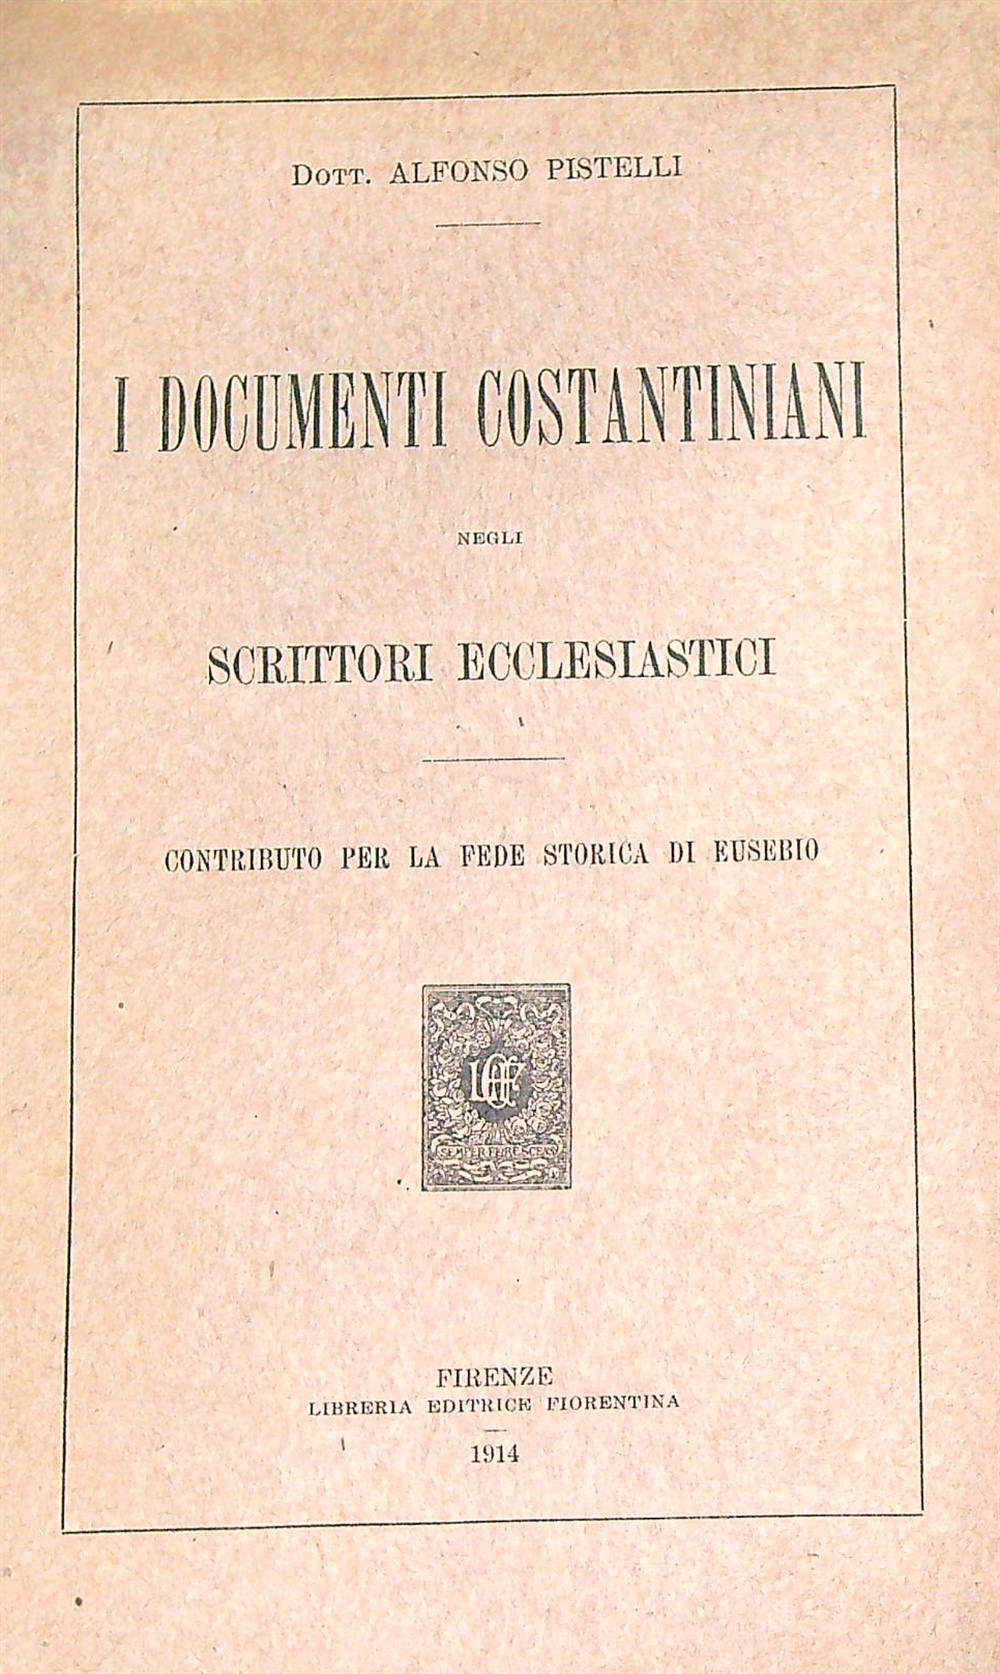 Dott. ALFONSO PISTELLI
I DOCUMENTI COSTANTINIANI
NEGLI
SCRITTORI ECCLESIASTICI
CONTRIBUTO PER LA FEDE STORICA DI EUSEBIO
LEF
SEMPER FLORESCENS
FIRENZE
LIBRERIA EDITRICE FIORENTINA
1914